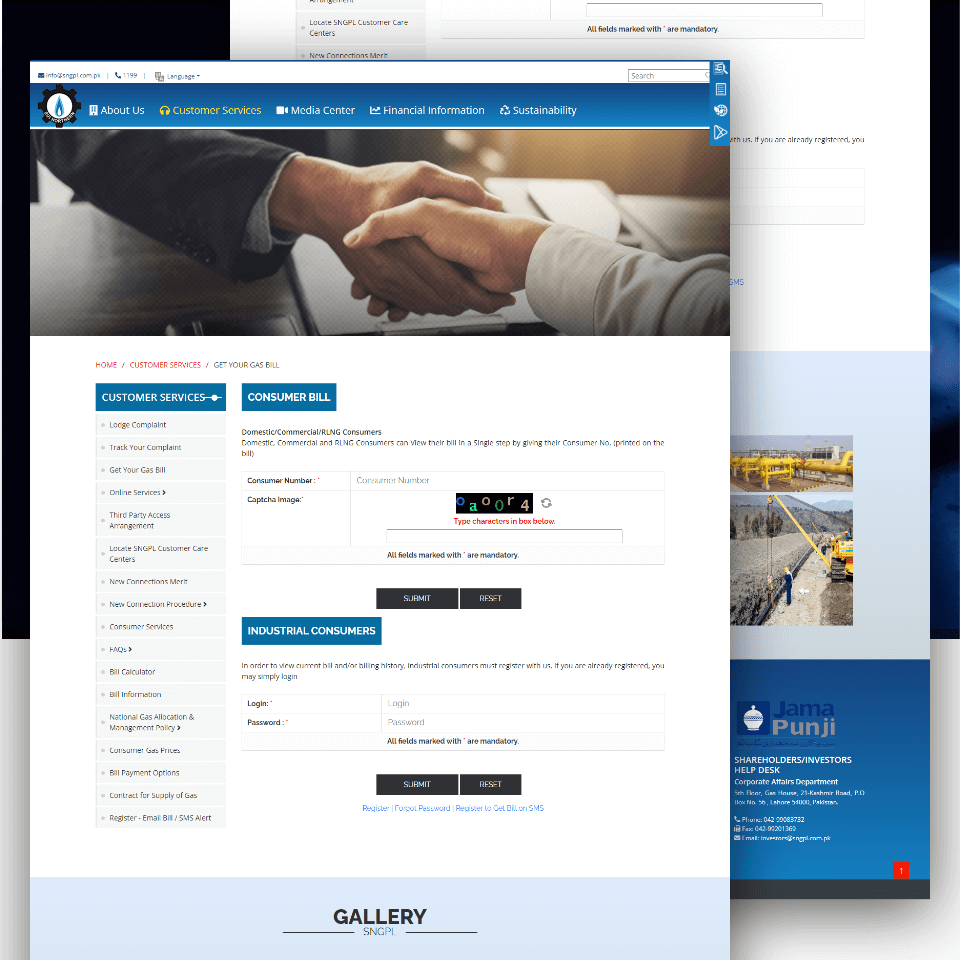 Arrangement
Locate SNGPL Customer Care
Centers
New Connections Merit
All fields marked with * are mandatory.
info@sngpl.com.pk | 1199 | Language
Search
About Us Customer Services Media Center Financial Information Sustainability
with us. If you are already registered, you
SMS
HOME / CUSTOMER SERVICES / GET YOUR GAS BILL
CUSTOMER SERVICES
Lodge Complaint
Track Your Complaint
Get Your Gas Bill
Online Services
Third Party Access
Arrangement
Locate SNGPL Customer Care
Centers
New Connections Merit
New Connection Procedure
Consumer Services
FAQs
Bill Calculator
Bill Information
National Gas Allocation &
Management Policy
Consumer Gas Prices
Bill Payment Options
Contract for Supply of Gas
Register - Email Bill / SMS Alert
CONSUMER BILL
Domestic/Commercial/RLNG Consumers
Domestic, Commercial and RLNG Consumers can View their bill in a Single step by giving their Consumer No. (printed on the
bill)
Consumer Number : * Consumer Number
Captcha Image:*
Type characters in box below.
All fields marked with * are mandatory.
SUBMIT RESET
INDUSTRIAL CONSUMERS
In order to view current bill and/or billing history, industrial consumers must register with us. If you are already registered, you
may simply login
Login: * Login
Password : * Password
All fields marked with * are mandatory.
SUBMIT RESET
Register | Forgot Password | Register to Get Bill on SMS
GALLERY
SNGPL
Jama
Punji
SHAREHOLDERS/INVESTORS
HELP DESK
Corporate Affairs Department
5th Floor, Gas House, 21-Kashmir Road, P.O
Box No. 56, Lahore 54000, Pakistan.
Phone: 042-99083732
Fax: 042-99201369
Email: investors@sngpl.com.pk